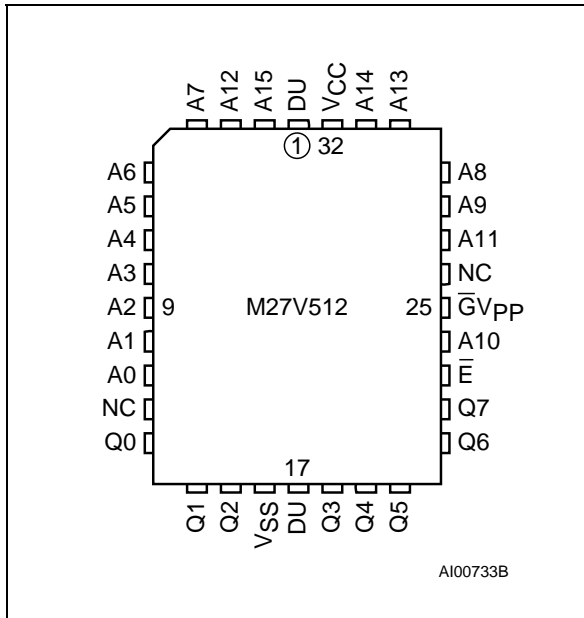 A7 A12 A15 DU VCC A14 A13
① 32
A6 A8
A5 A9
A4 A11
A3 NC
A2 9 M27V512 25 G̅VPP
A1 A10
A0 E̅
NC Q7
Q0 Q6
17
Q1 Q2 VSS DU Q3 Q4 Q5
AI00733B